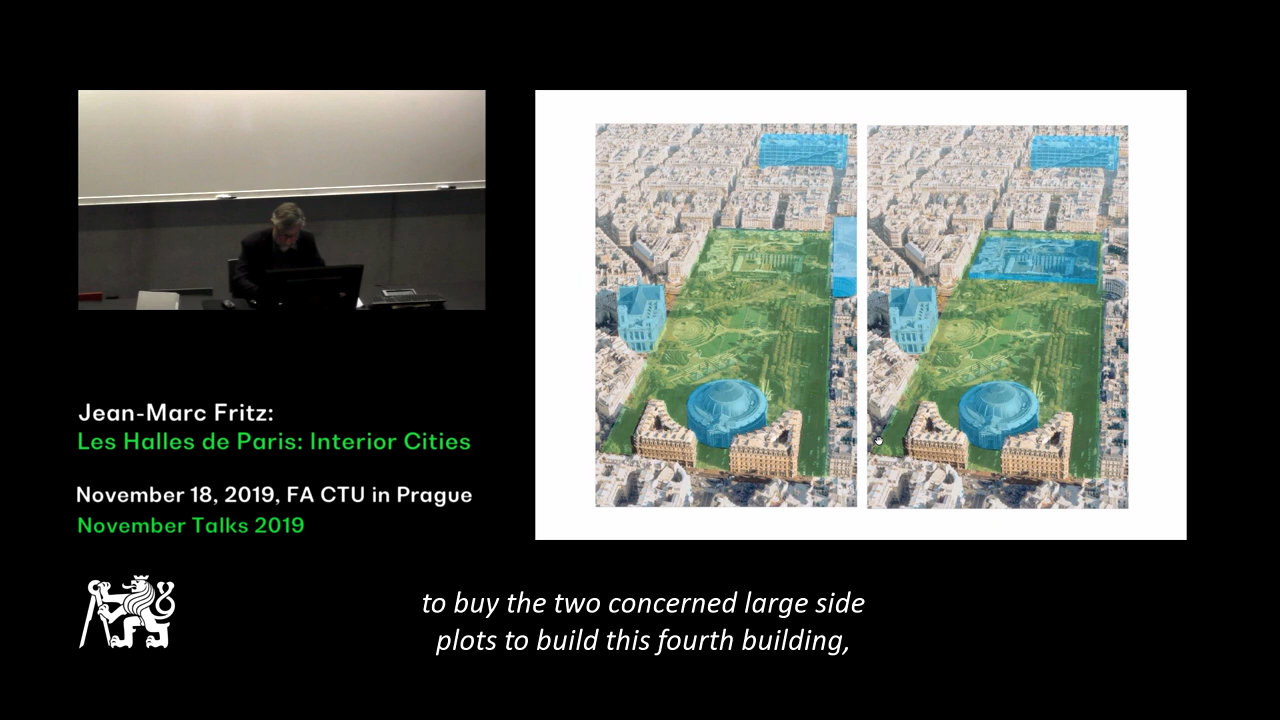 Jean-Marc Fritz:
Les Halles de Paris: Interior Cities
November 18, 2019, FA CTU in Prague
November Talks 2019
to buy the two concerned large side
plots to build this fourth building,